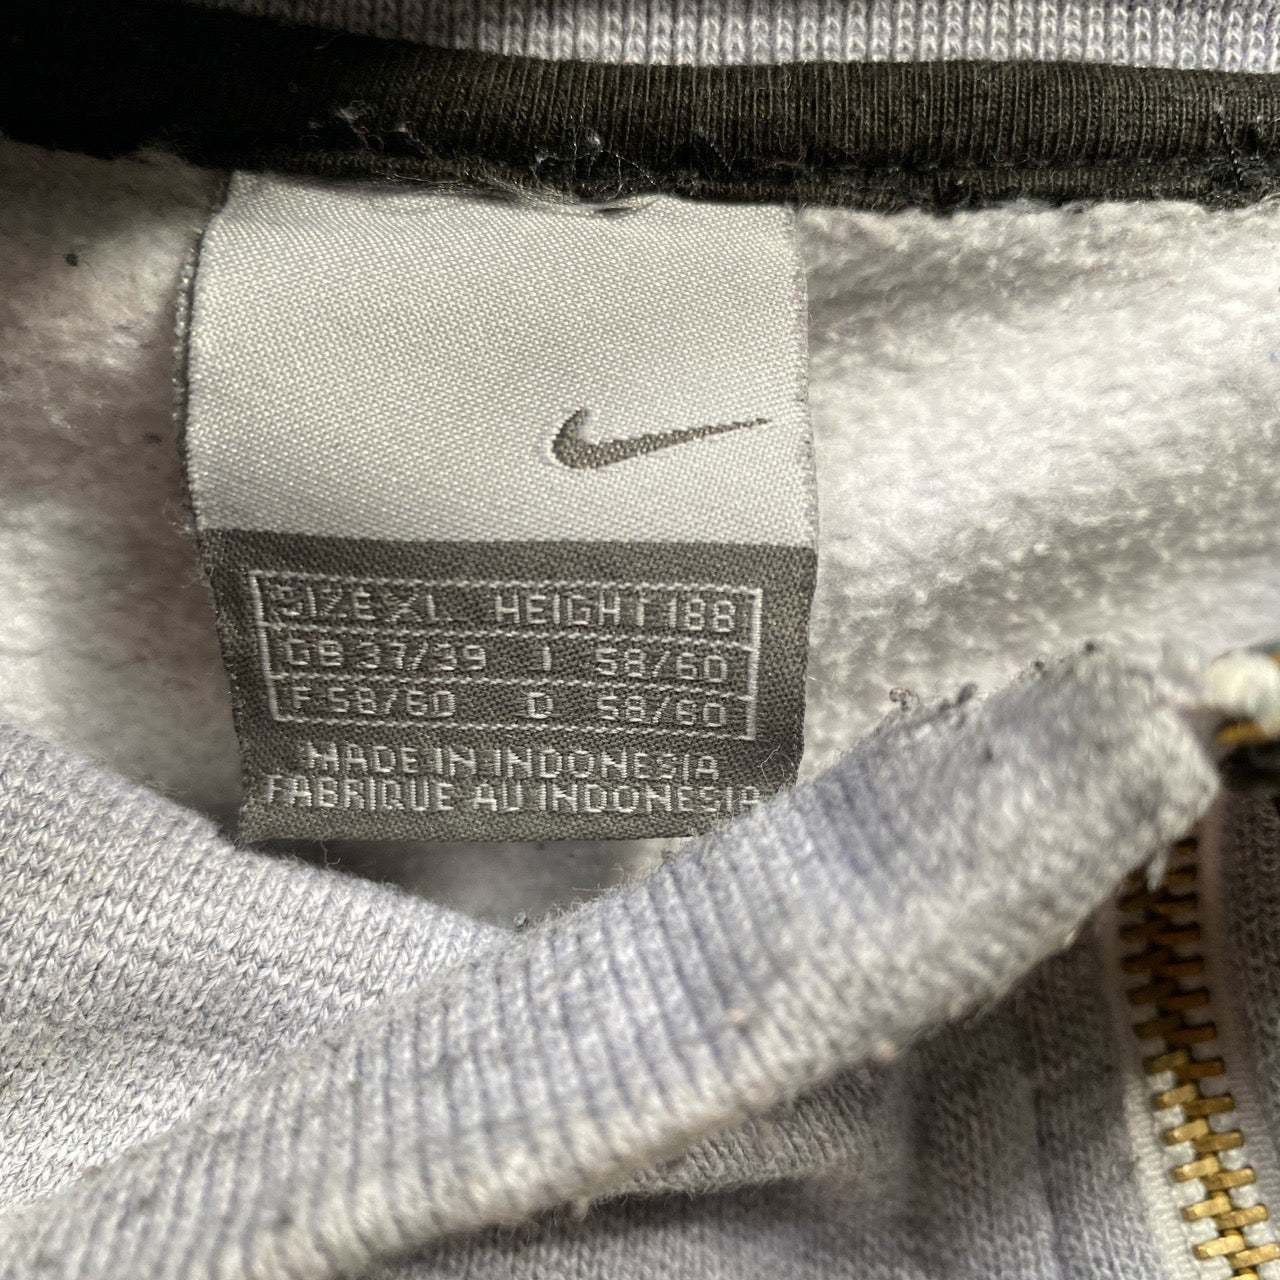 SIZE XL HEIGHT 188
GB 37/39 I 58/60
F 58/60 D 58/60
MADE IN INDONESIA
FABRIQUE AU INDONESIA